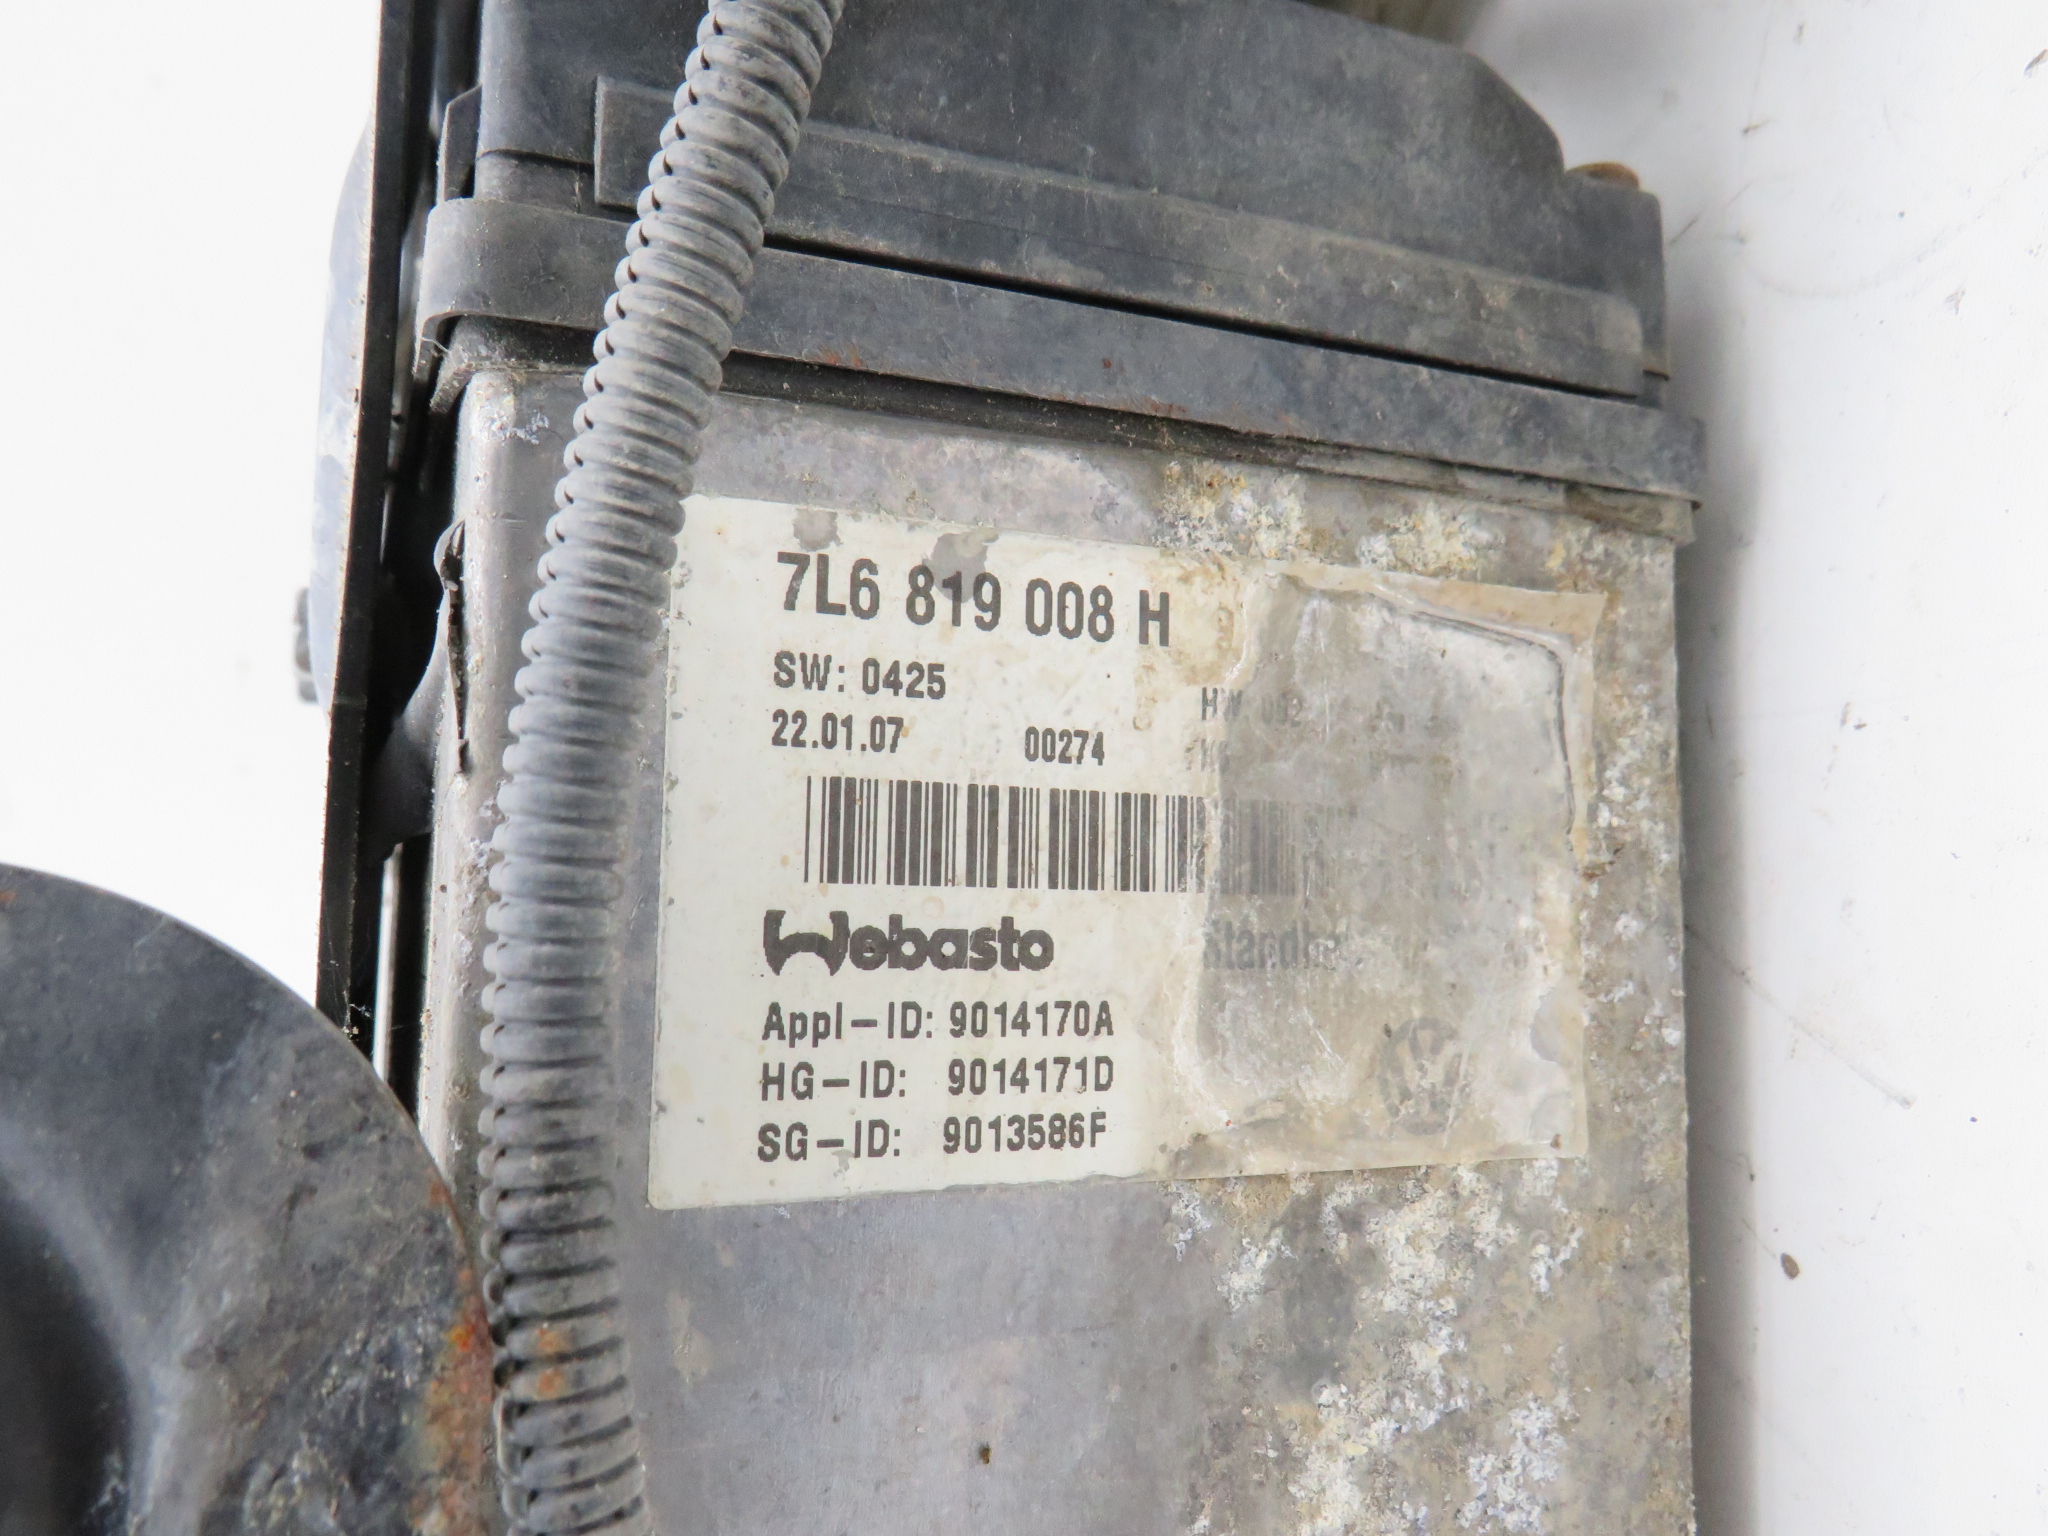 7L6 819 008 H
SW: 0425
22.01.07 00274
Webasto
Appl-ID: 9014170A
HG-ID: 9014171D
SG-ID: 9013586F